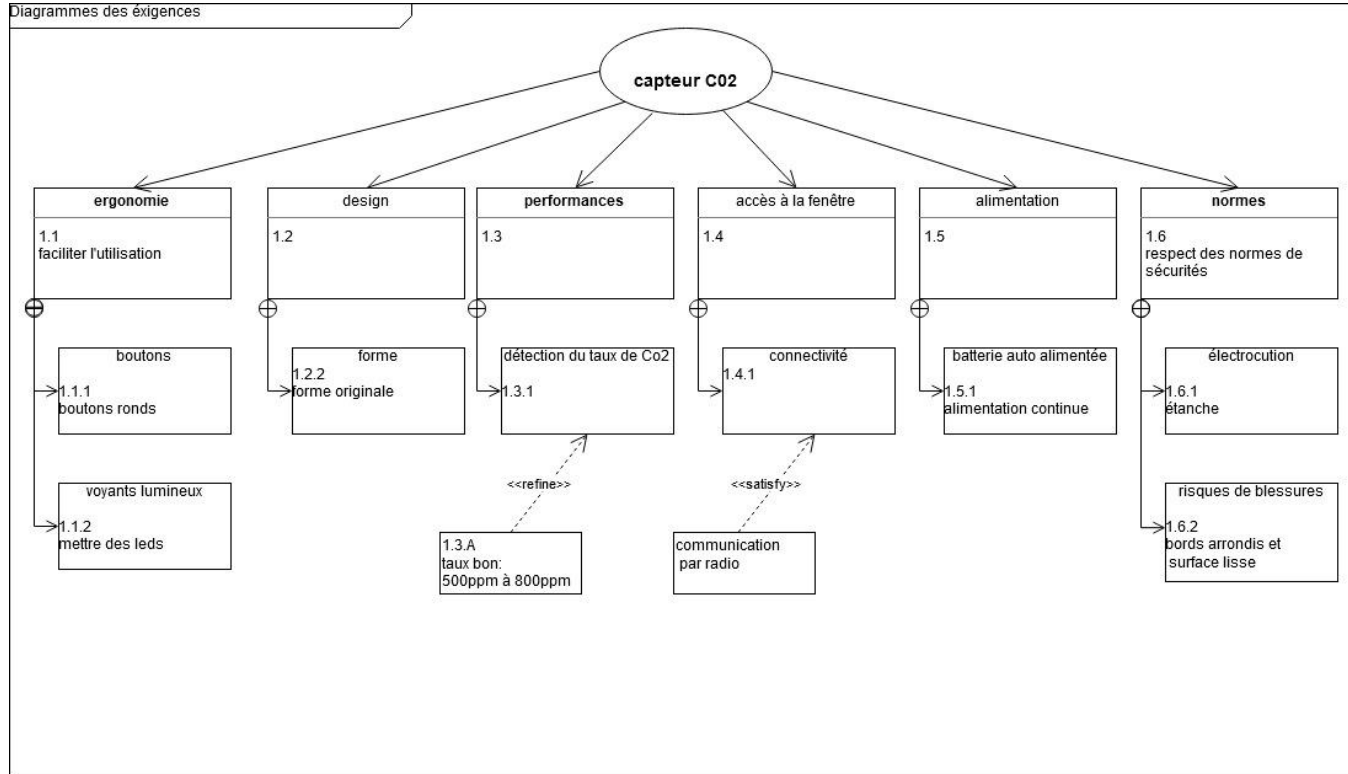 Diagrammes des éxigences
capteur C02
ergonomie
1.1
faciliter l'utilisation
design
1.2
performances
1.3
accès à la fenêtre
1.4
alimentation
1.5
normes
1.6
respect des normes de
sécurités
boutons
1.1.1
boutons ronds
forme
1.2.2
forme originale
détection du taux de Co2
1.3.1
connectivité
1.4.1
batterie auto alimentée
1.5.1
alimentation continue
électrocution
1.6.1
étanche
voyants lumineux
1.1.2
mettre des leds
<<refine>>
<<satisfy>>
risques de blessures
1.6.2
bords arrondis et
surface lisse
1.3.A
taux bon:
500ppm à 800ppm
communication
par radio